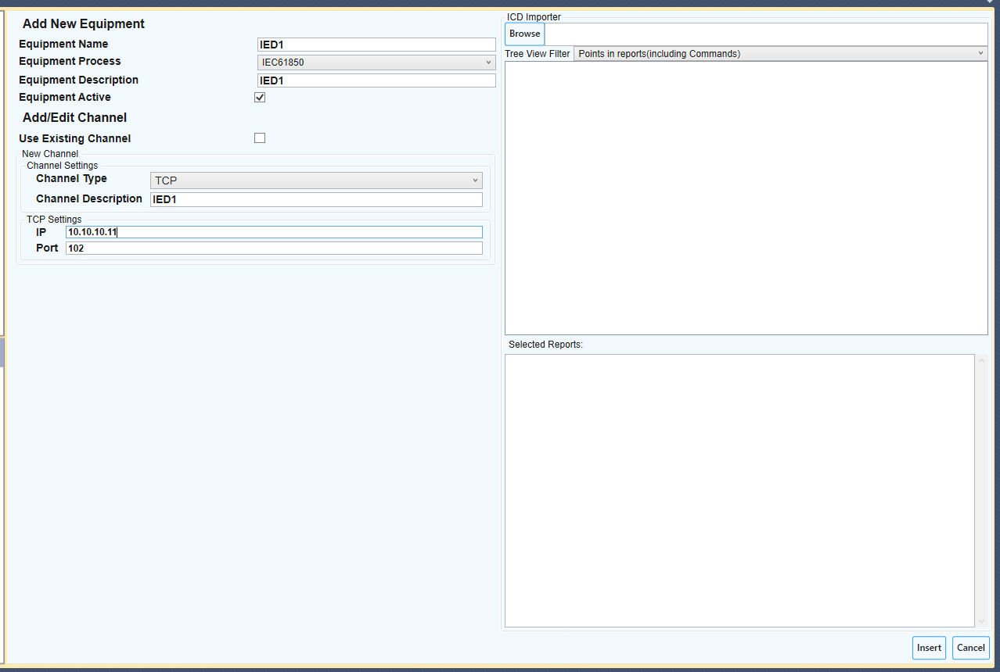 Add New Equipment
Equipment Name IED1
Equipment Process IEC61850
Equipment Description IED1
Equipment Active
Add/Edit Channel
Use Existing Channel
New Channel
Channel Settings
Channel Type TCP
Channel Description IED1
TCP Settings
IP 10.10.10.11
Port 102
ICD Importer
Browse
Tree View Filter Points in reports(including Commands)
Selected Reports:
Insert Cancel